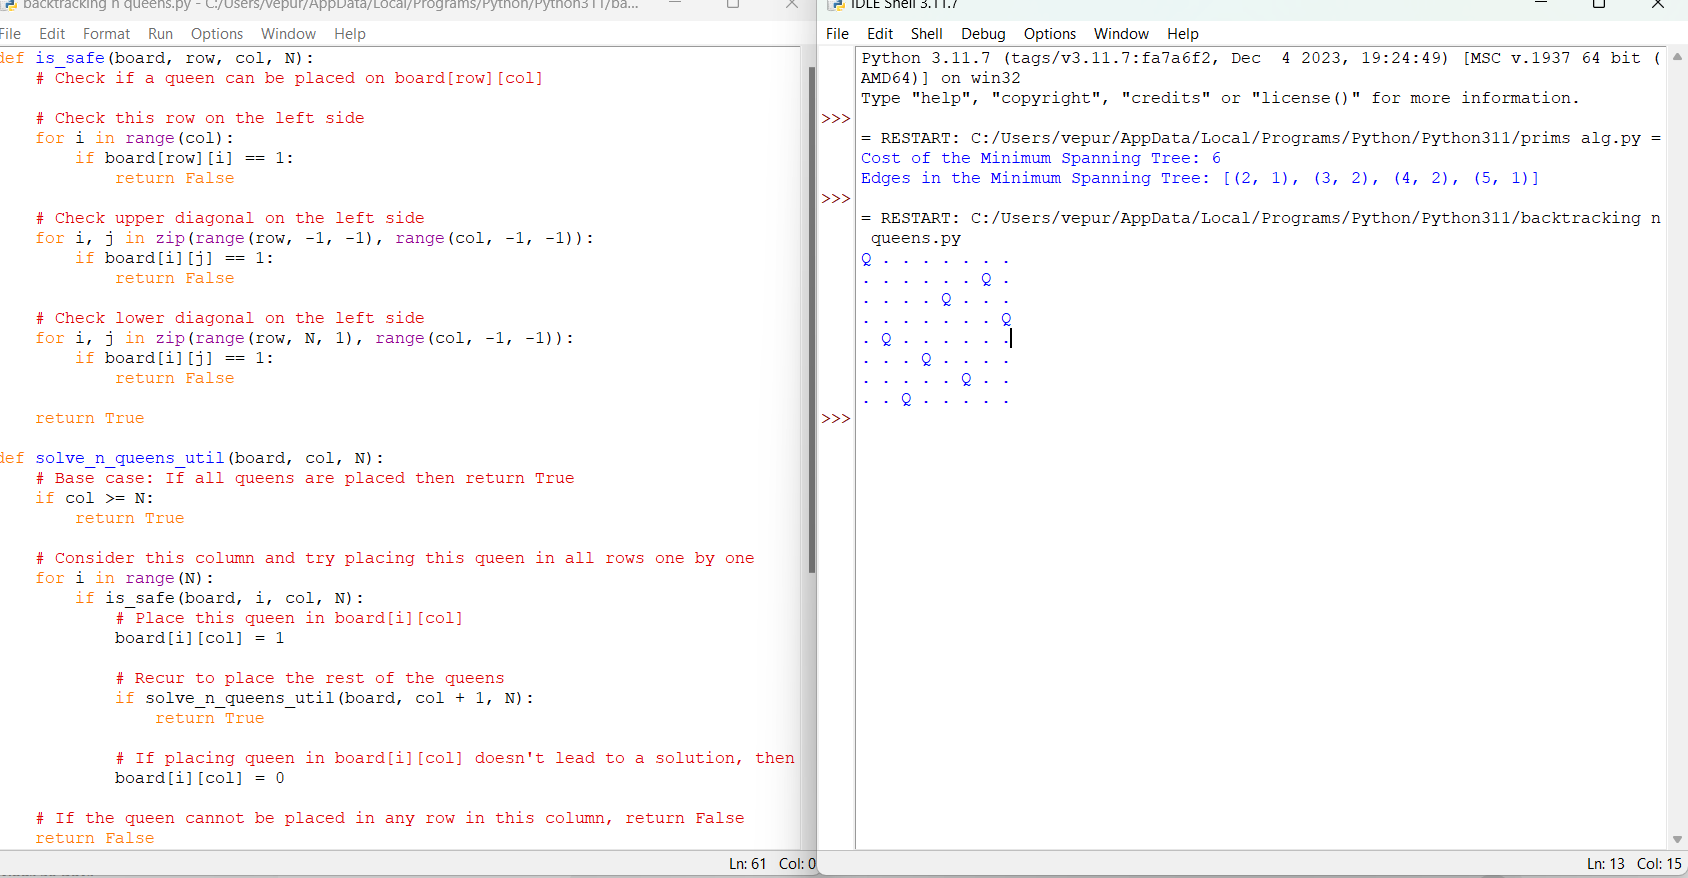 backtracking n queens.py - C:/Users/vepur/AppData/Local/Programs/Python/Python311/ba...
File Edit Format Run Options Window Help
def is_safe(board, row, col, N):
    # Check if a queen can be placed on board[row][col]
    # Check this row on the left side
    for i in range(col):
        if board[row][i] == 1:
            return False
    # Check upper diagonal on the left side
    for i, j in zip(range(row, -1, -1), range(col, -1, -1)):
        if board[i][j] == 1:
            return False
    # Check lower diagonal on the left side
    for i, j in zip(range(row, N, 1), range(col, -1, -1)):
        if board[i][j] == 1:
            return False
    return True
def solve_n_queens_util(board, col, N):
    # Base case: If all queens are placed then return True
    if col >= N:
        return True
    # Consider this column and try placing this queen in all rows one by one
    for i in range(N):
        if is_safe(board, i, col, N):
            # Place this queen in board[i][col]
            board[i][col] = 1
            # Recur to place the rest of the queens
            if solve_n_queens_util(board, col + 1, N):
                return True
            # If placing queen in board[i][col] doesn't lead to a solution, then
            board[i][col] = 0
    # If the queen cannot be placed in any row in this column, return False
    return False
Ln: 61 Col: 0
IDLE Shell 3.11.7
File Edit Shell Debug Options Window Help
Python 3.11.7 (tags/v3.11.7:fa7a6f2, Dec  4 2023, 19:24:49) [MSC v.1937 64 bit (
AMD64)] on win32
Type "help", "copyright", "credits" or "license()" for more information.
>>>
= RESTART: C:/Users/vepur/AppData/Local/Programs/Python/Python311/prims alg.py =
Cost of the Minimum Spanning Tree: 6
Edges in the Minimum Spanning Tree: [(2, 1), (3, 2), (4, 2), (5, 1)]
>>>
= RESTART: C:/Users/vepur/AppData/Local/Programs/Python/Python311/backtracking n
 queens.py
Q . . . . . . .
. . . . . . Q .
. . . . Q . . .
. . . . . . . Q
. Q . . . . . .
. . . Q . . . .
. . . . . Q . .
. . Q . . . . .
>>>
Ln: 13 Col: 15